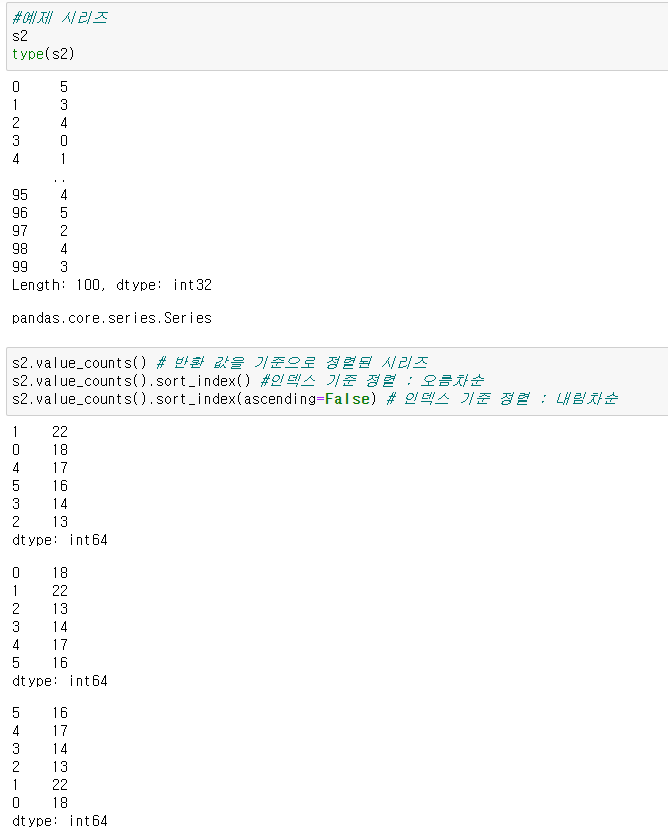 #예제 시리즈
s2
type(s2)
0     5
1     3
2     4
3     0
4     1
     ..
95    4
96    5
97    2
98    4
99    3
Length: 100, dtype: int32
pandas.core.series.Series
s2.value_counts() # 반환 값을 기준으로 정렬된 시리즈
s2.value_counts().sort_index() #인덱스 기준 정렬 : 오름차순
s2.value_counts().sort_index(ascending=False) # 인덱스 기준 정렬 : 내림차순
1    22
0    18
4    17
5    16
3    14
2    13
dtype: int64
0    18
1    22
2    13
3    14
4    17
5    16
dtype: int64
5    16
4    17
3    14
2    13
1    22
0    18
dtype: int64